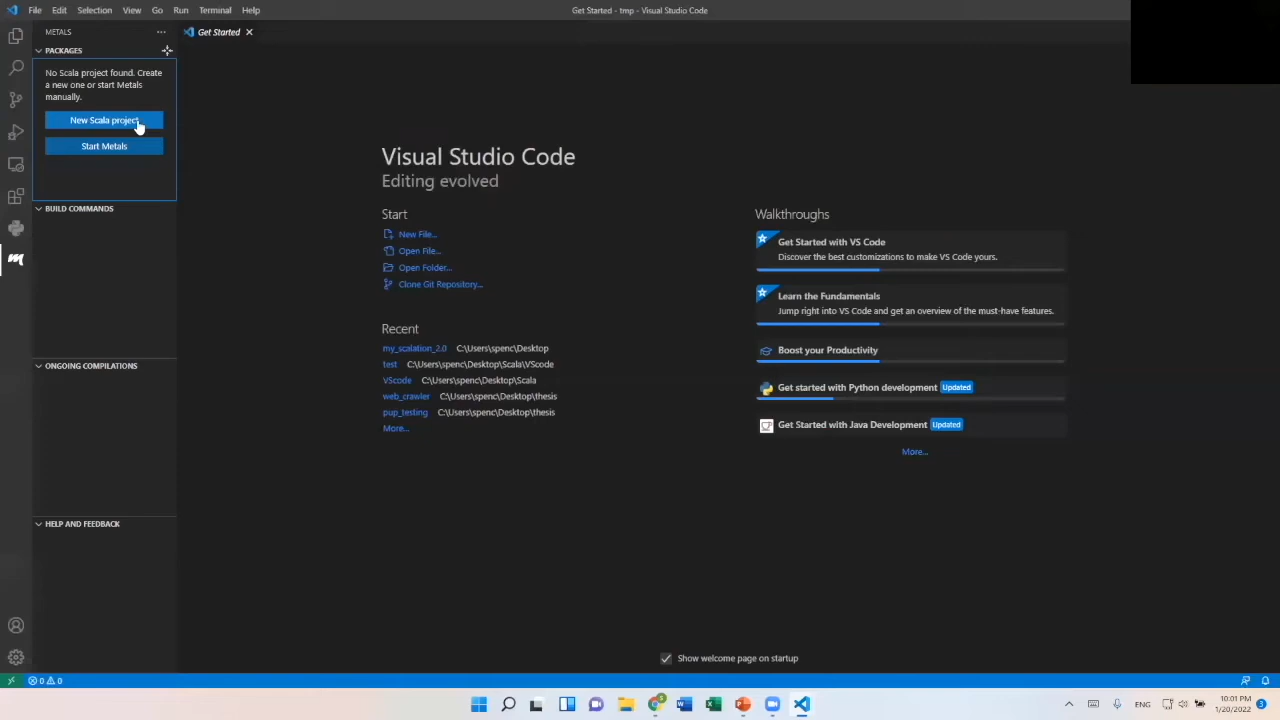 File Edit Selection View Go Run Terminal Help
Get Started - tmp - Visual Studio Code
METALS
Get Started
PACKAGES
No Scala project found. Create
a new one or start Metals
manually.
New Scala project
Start Metals
BUILD COMMANDS
ONGOING COMPILATIONS
HELP AND FEEDBACK
Visual Studio Code
Editing evolved
Start
New File...
Open File...
Open Folder...
Clone Git Repository...
Recent
my_scalation_2.0 C:\Users\spenc\Desktop
test C:\Users\spenc\Desktop\Scala\VScode
VScode C:\Users\spenc\Desktop\Scala
web_crawler C:\Users\spenc\Desktop\thesis
pup_testing C:\Users\spenc\Desktop\thesis
More...
Walkthroughs
Get Started with VS Code
Discover the best customizations to make VS Code yours.
Learn the Fundamentals
Jump right into VS Code and get an overview of the must-have features.
Boost your Productivity
Get started with Python development Updated
Get Started with Java Development Updated
More...
Show welcome page on startup
0 0
ENG
10:01 PM
1/20/2022
3